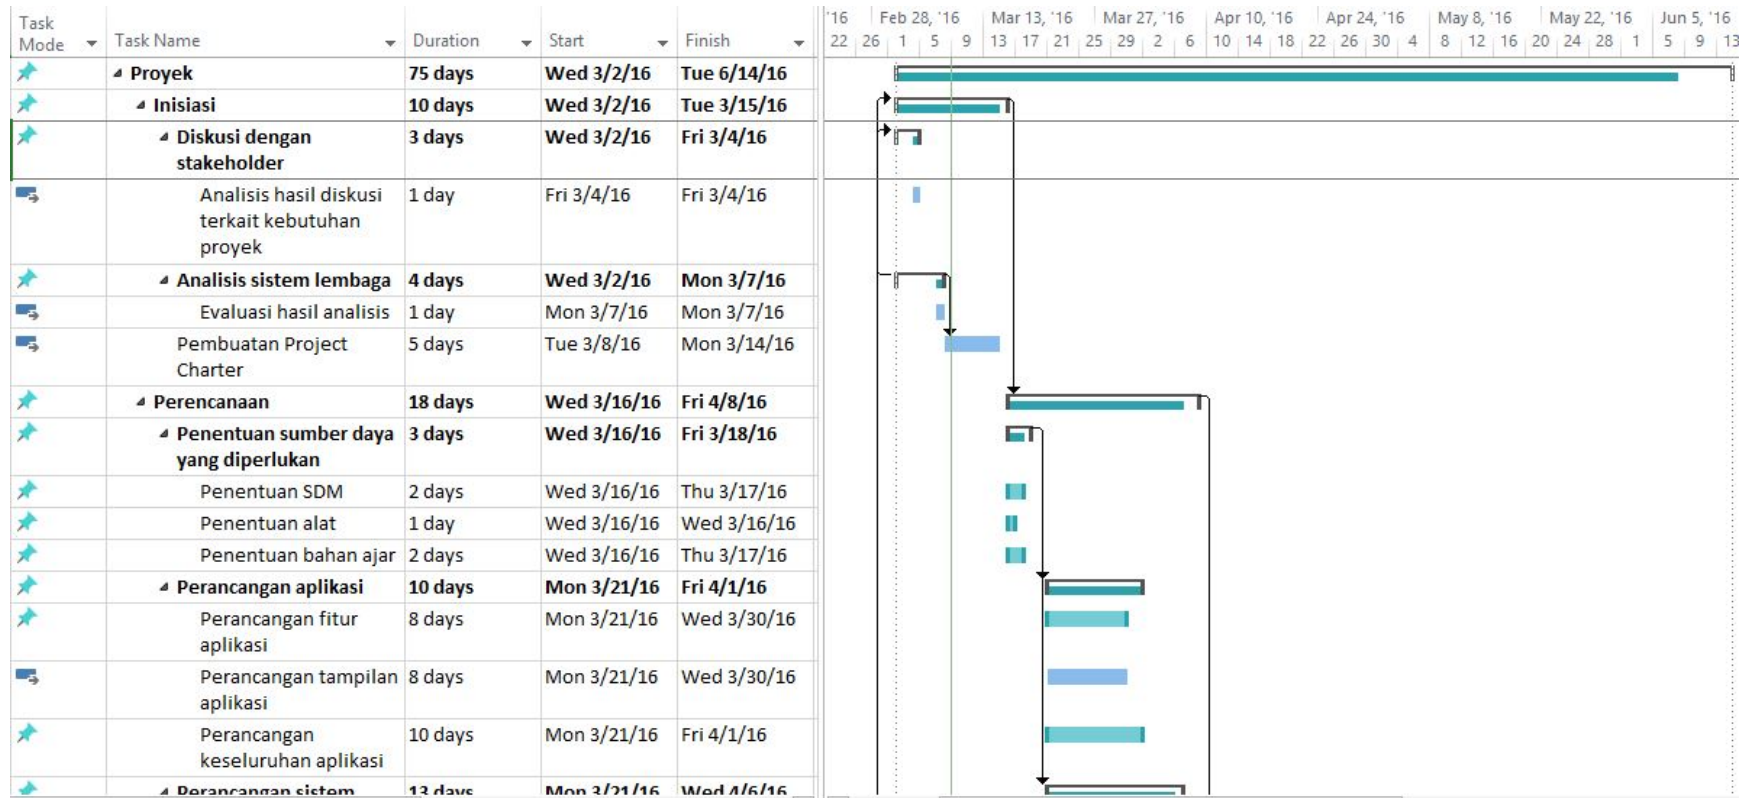 Task
Mode Task Name Duration Start Finish
'16 Feb 28, '16 Mar 13, '16 Mar 27, '16 Apr 10, '16 Apr 24, '16 May 8, '16 May 22, '16 Jun 5, '16
22 26 1 5 9 13 17 21 25 29 2 6 10 14 18 22 26 30 4 8 12 16 20 24 28 1 5 9 13
Proyek 75 days Wed 3/2/16 Tue 6/14/16
Inisiasi 10 days Wed 3/2/16 Tue 3/15/16
Diskusi dengan 3 days Wed 3/2/16 Fri 3/4/16
stakeholder
Analisis hasil diskusi 1 day Fri 3/4/16 Fri 3/4/16
terkait kebutuhan
proyek
Analisis sistem lembaga 4 days Wed 3/2/16 Mon 3/7/16
Evaluasi hasil analisis 1 day Mon 3/7/16 Mon 3/7/16
Pembuatan Project 5 days Tue 3/8/16 Mon 3/14/16
Charter
Perencanaan 18 days Wed 3/16/16 Fri 4/8/16
Penentuan sumber daya 3 days Wed 3/16/16 Fri 3/18/16
yang diperlukan
Penentuan SDM 2 days Wed 3/16/16 Thu 3/17/16
Penentuan alat 1 day Wed 3/16/16 Wed 3/16/16
Penentuan bahan ajar 2 days Wed 3/16/16 Thu 3/17/16
Perancangan aplikasi 10 days Mon 3/21/16 Fri 4/1/16
Perancangan fitur 8 days Mon 3/21/16 Wed 3/30/16
aplikasi
Perancangan tampilan 8 days Mon 3/21/16 Wed 3/30/16
aplikasi
Perancangan 10 days Mon 3/21/16 Fri 4/1/16
keseluruhan aplikasi
Perancangan sistem 13 days Mon 3/21/16 Wed 4/6/16